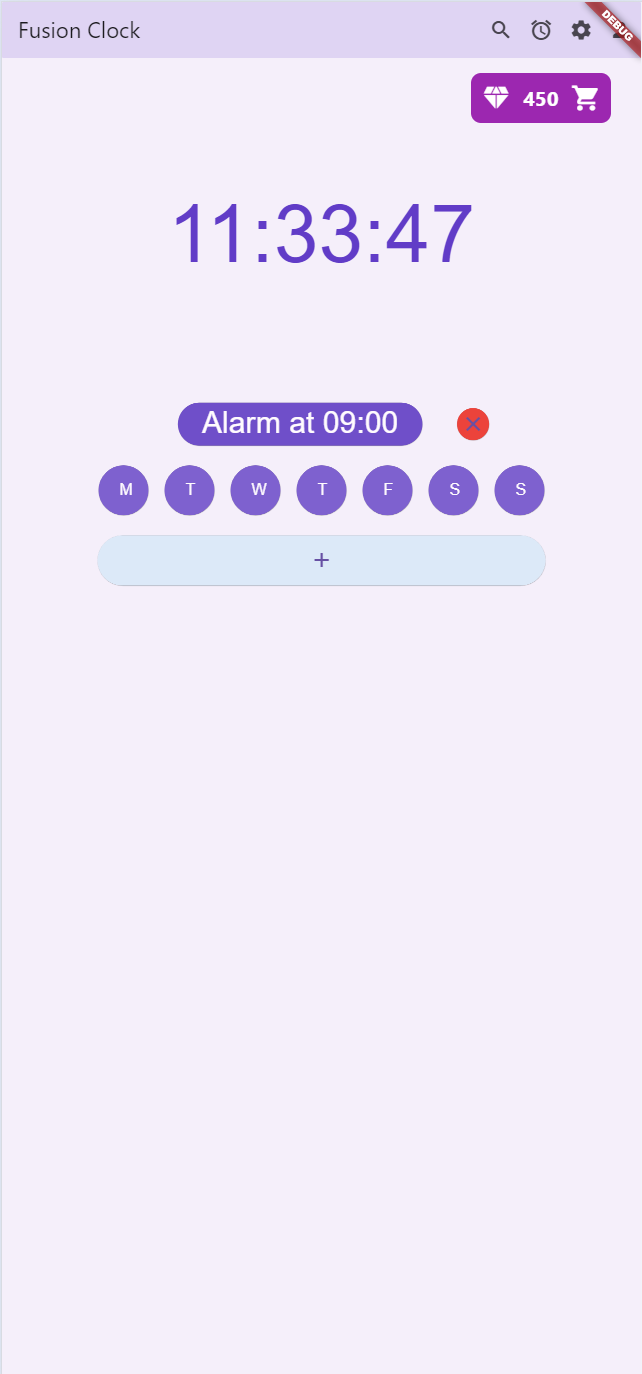 Fusion Clock
DEBUG
450
11:33:47
Alarm at 09:00
M T W T F S S
+